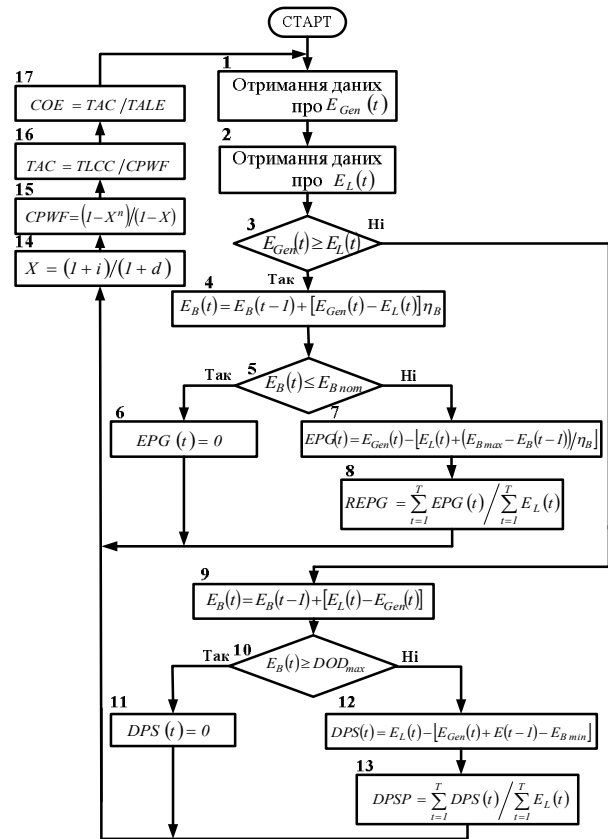 СТАРТ
1
Отримання даних
про E_Gen (t)
2
Отримання даних
про E_L(t)
3
E_Gen(t) ≥ E_L(t)
Ні
Так
4
E_B(t) = E_B(t−1) + [E_Gen(t) − E_L(t)]η_B
5
E_B(t) ≤ E_B nom
Так
Ні
6
EPG (t) = 0
7
EPG(t) = E_Gen(t) − ⌊E_L(t) + (E_B max − E_B(t−1))/η_B⌋
8
REPG = ∑_{t=1}^{T} EPG (t) / ∑_{t=1}^{T} E_L(t)
9
E_B(t) = E_B(t−1) + [E_L(t) − E_Gen(t)]
10
E_B(t) ≥ DOD_max
Так
Ні
11
DPS (t) = 0
12
DPS(t) = E_L(t) − ⌊E_Gen(t) + E(t−1) − E_B min⌋
13
DPSP = ∑_{t=1}^{T} DPS(t) / ∑_{t=1}^{T} E_L(t)
14
X = (1 + i)/(1 + d)
15
CPWF = (1−X^n)/(1−X)
16
TAC = TLCC / CPWF
17
COE = TAC / TALE